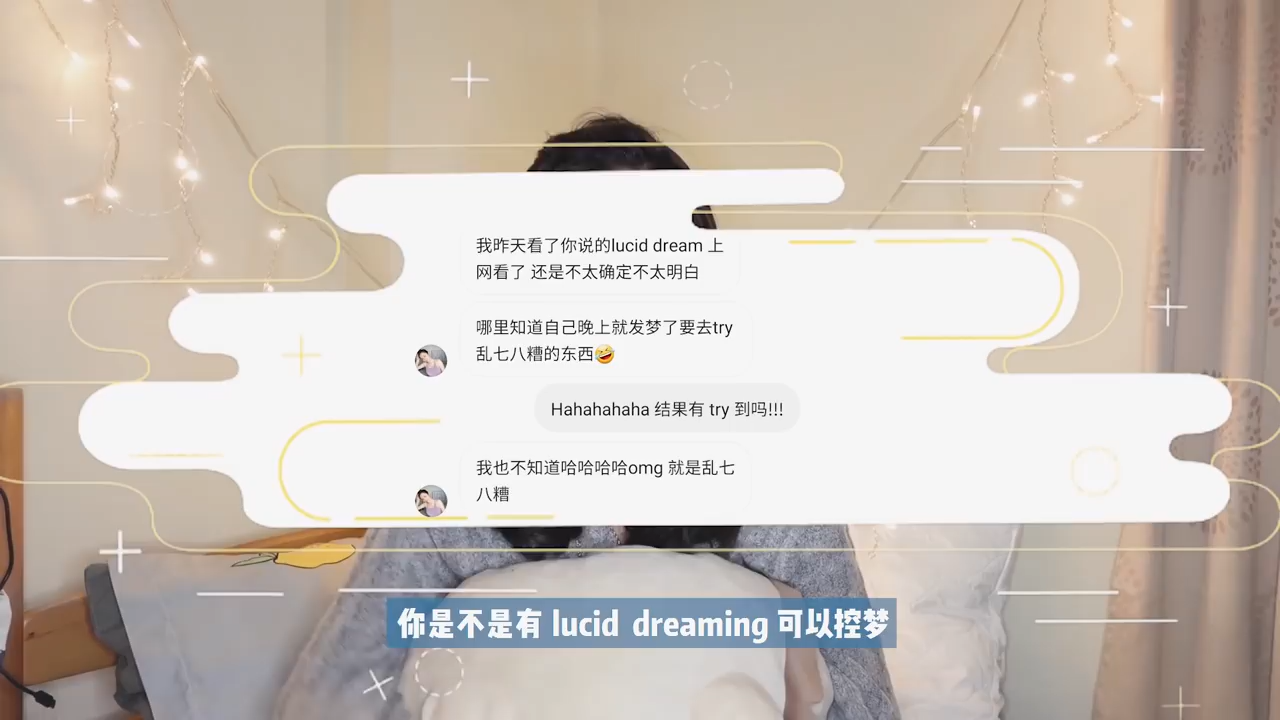 我昨天看了你说的lucid dream 上
网看了 还是不太确定不太明白
哪里知道自己晚上就发梦了要去try
乱七八糟的东西🤣
Hahahahaha 结果有 try 到吗!!!
我也不知道哈哈哈哈omg 就是乱七
八糟
你是不是有 lucid dreaming 可以控梦